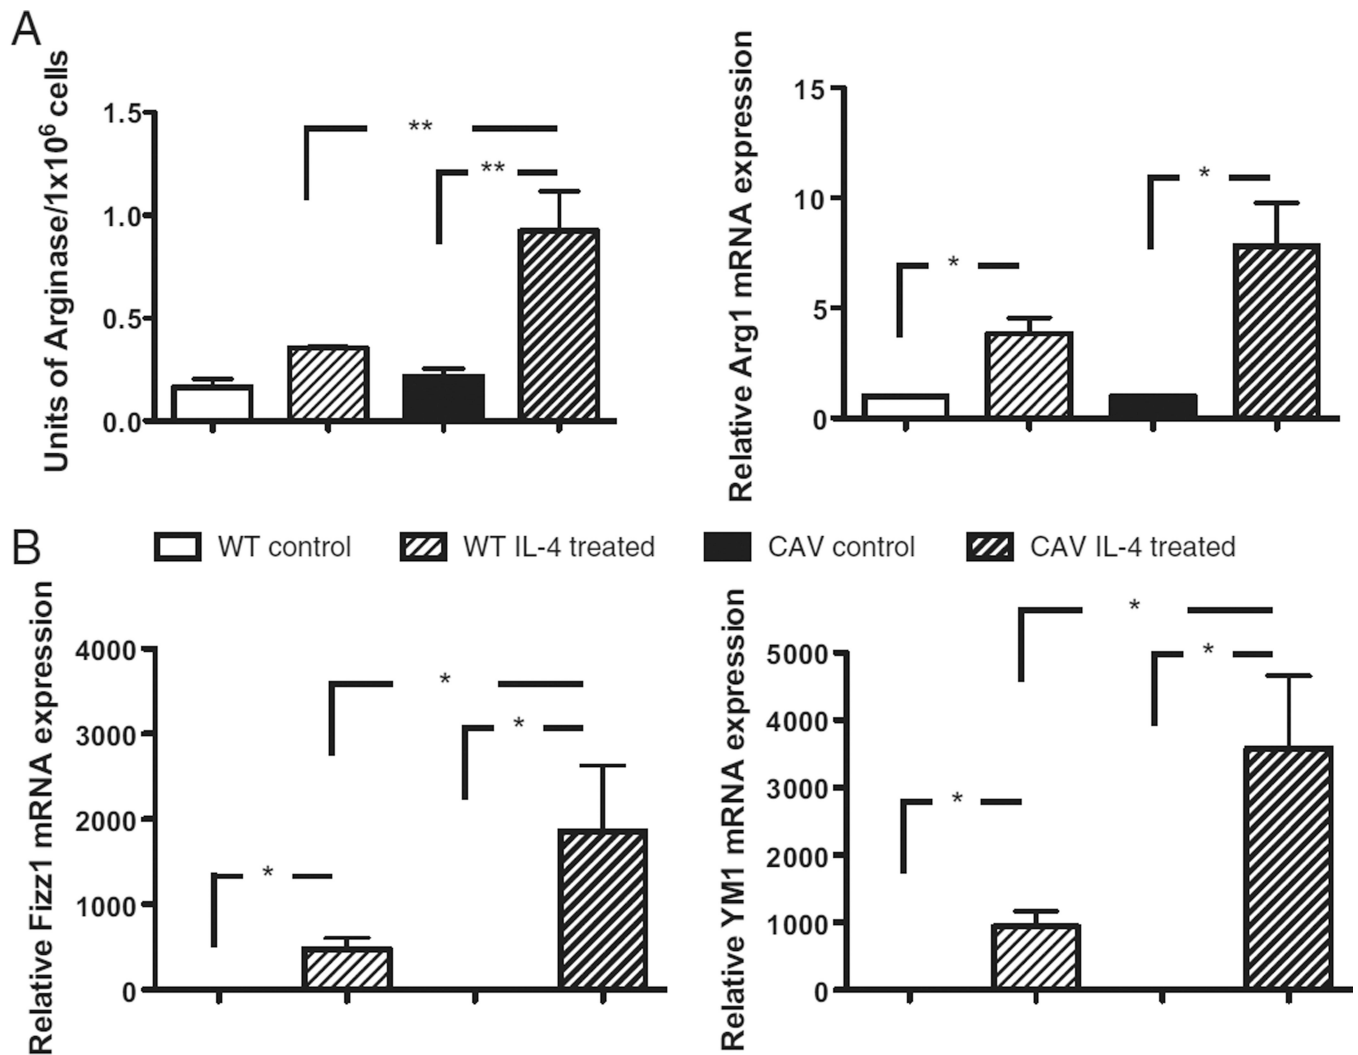 A
Units of Arginase/1x10⁶ cells
1.5
1.0
0.5
0.0
**
**
Relative Arg1 mRNA expression
15
10
5
0
*
*
B
WT control
WT IL-4 treated
CAV control
CAV IL-4 treated
Relative Fizz1 mRNA expression
4000
3000
2000
1000
0
*
*
*
Relative YM1 mRNA expression
5000
4000
3000
2000
1000
0
*
*
*